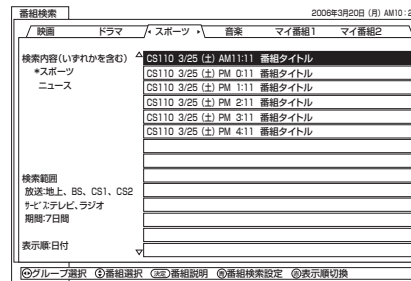 番組検索
2006年3月20日 (月) AM10:2
映画 ドラマ スポーツ 音楽 マイ番組1 マイ番組2
検索内容(いずれかを含む)
*スポーツ
ニュース
CS110 3/25 (土) AM11:11 番組タイトル
CS110 3/25 (土) PM 0:11 番組タイトル
CS110 3/25 (土) PM 1:11 番組タイトル
CS110 3/25 (土) PM 2:11 番組タイトル
CS110 3/25 (土) PM 3:11 番組タイトル
CS110 3/25 (土) PM 4:11 番組タイトル
検索範囲
放送:地上、BS、CS1、CS2
サービス:テレビ、ラジオ
期間:7日間
表示順:日付
グループ選択 番組選択 決定 番組説明 番組検索設定 表示順切換